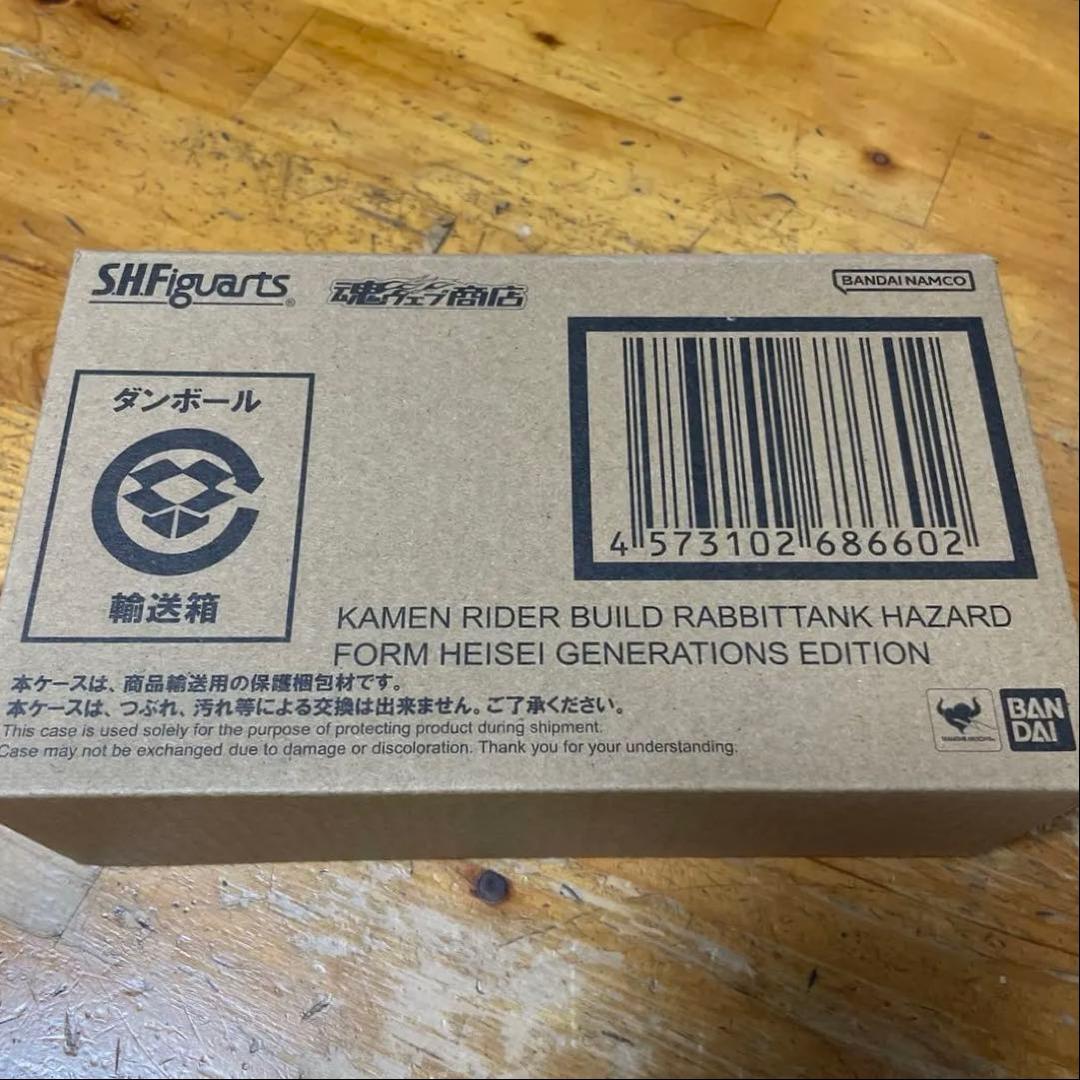 S.H.Figuarts®
魂ウェブ商店
BANDAI NAMCO
ダンボール
輸送箱
4 573102 686602
KAMEN RIDER BUILD RABBITTANK HAZARD
FORM HEISEI GENERATIONS EDITION
本ケースは、商品輸送用の保護梱包材です。
本ケースは、つぶれ、汚れ等による交換は出来ません。ご了承ください。
This case is used solely for the purpose of protecting product during shipment.
Case may not be exchanged due to damage or discoloration. Thank you for your understanding.
BAN
DAI